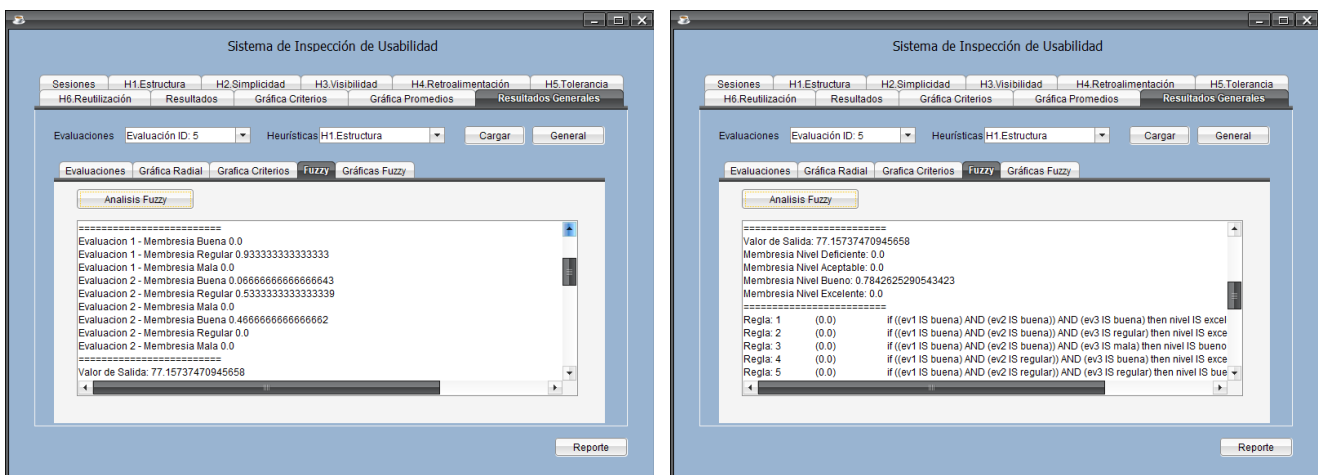 Sistema de Inspección de Usabilidad
Sesiones H1.Estructura H2.Simplicidad H3.Visibilidad H4.Retroalimentación H5.Tolerancia
H6.Reutilización Resultados Gráfica Criterios Gráfica Promedios Resultados Generales
Evaluaciones Evaluación ID: 5 Heurísticas H1.Estructura Cargar General
Evaluaciones Gráfica Radial Grafica Criterios Fuzzy Gráficas Fuzzy
Analisis Fuzzy
=========================
Evaluacion 1 - Membresia Buena 0.0
Evaluacion 1 - Membresia Regular 0.933333333333333
Evaluacion 1 - Membresia Mala 0.0
Evaluacion 2 - Membresia Buena 0.06666666666666643
Evaluacion 2 - Membresia Regular 0.5333333333333339
Evaluacion 2 - Membresia Mala 0.0
Evaluacion 2 - Membresia Buena 0.4666666666666662
Evaluacion 2 - Membresia Regular 0.0
Evaluacion 2 - Membresia Mala 0.0
=========================
Valor de Salida: 77.15737470945658
Reporte
Sistema de Inspección de Usabilidad
Sesiones H1.Estructura H2.Simplicidad H3.Visibilidad H4.Retroalimentación H5.Tolerancia
H6.Reutilización Resultados Gráfica Criterios Gráfica Promedios Resultados Generales
Evaluaciones Evaluación ID: 5 Heurísticas H1.Estructura Cargar General
Evaluaciones Gráfica Radial Grafica Criterios Fuzzy Gráficas Fuzzy
Analisis Fuzzy
=========================
Valor de Salida: 77.15737470945658
Membresia Nivel Deficiente: 0.0
Membresia Nivel Aceptable: 0.0
Membresia Nivel Bueno: 0.7842625290543423
Membresia Nivel Excelente: 0.0
=========================
Regla: 1 (0.0) if ((ev1 IS buena) AND (ev2 IS buena)) AND (ev3 IS buena) then nivel IS excel
Regla: 2 (0.0) if ((ev1 IS buena) AND (ev2 IS buena)) AND (ev3 IS regular) then nivel IS exce
Regla: 3 (0.0) if ((ev1 IS buena) AND (ev2 IS buena)) AND (ev3 IS mala) then nivel IS bueno
Regla: 4 (0.0) if ((ev1 IS buena) AND (ev2 IS regular)) AND (ev3 IS buena) then nivel IS exce
Regla: 5 (0.0) if ((ev1 IS buena) AND (ev2 IS regular)) AND (ev3 IS regular) then nivel IS bue
Reporte